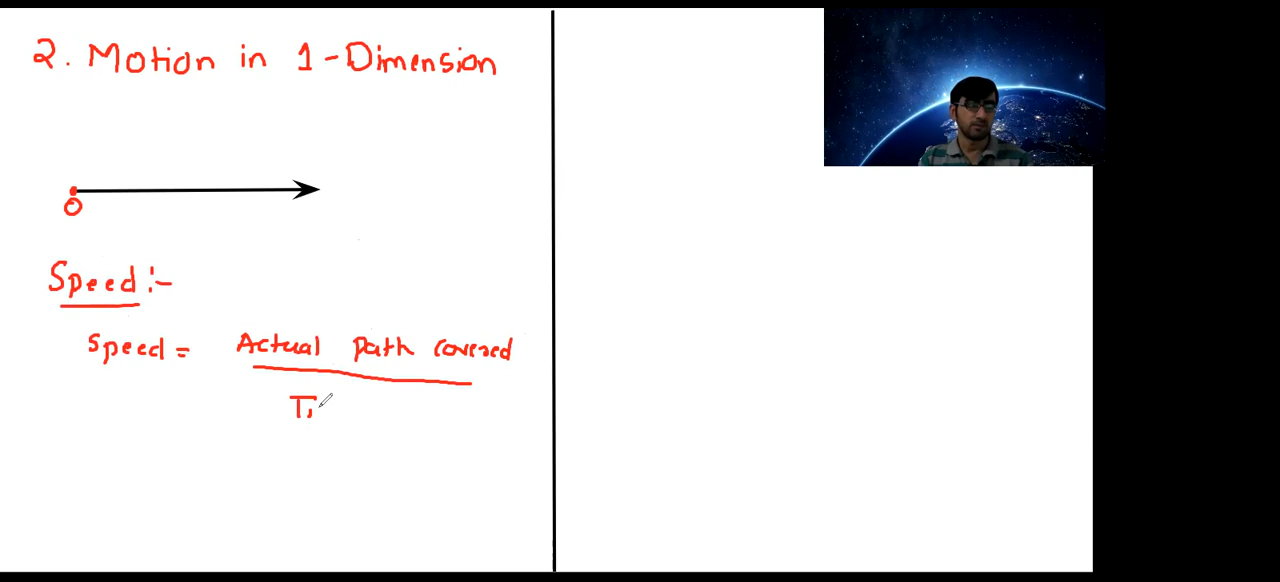 2. Motion in 1-Dimension
O
Speed :-
Speed = Actual path covered
Ti